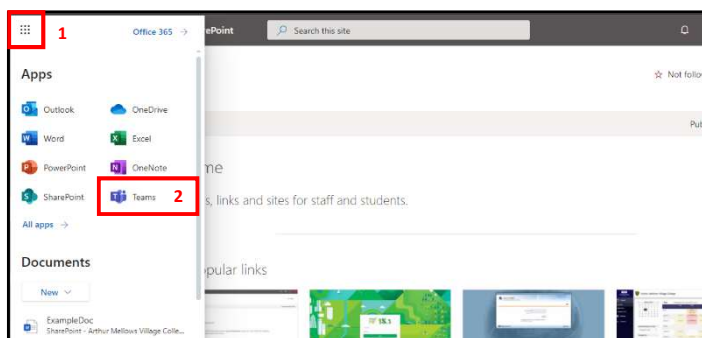 1
Office 365 →
ePoint
Search this site
Apps
Not follo
Outlook
OneDrive
Pub
Word
Excel
PowerPoint
OneNote
me
SharePoint
Teams
2
s, links and sites for staff and students.
All apps →
Documents
opular links
New
ExampleDoc
SharePoint - Arthur Mellows Village Colle...